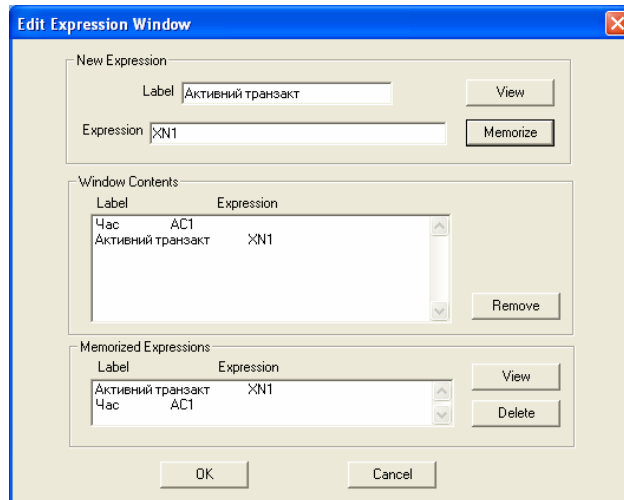 Edit Expression Window
New Expression
Label Активний транзакт View
Expression XN1 Memorize
Window Contents
Label Expression
Час AC1
Активний транзакт XN1
Remove
Memorized Expressions
Label Expression
Активний транзакт XN1
Час AC1
View
Delete
OK Cancel